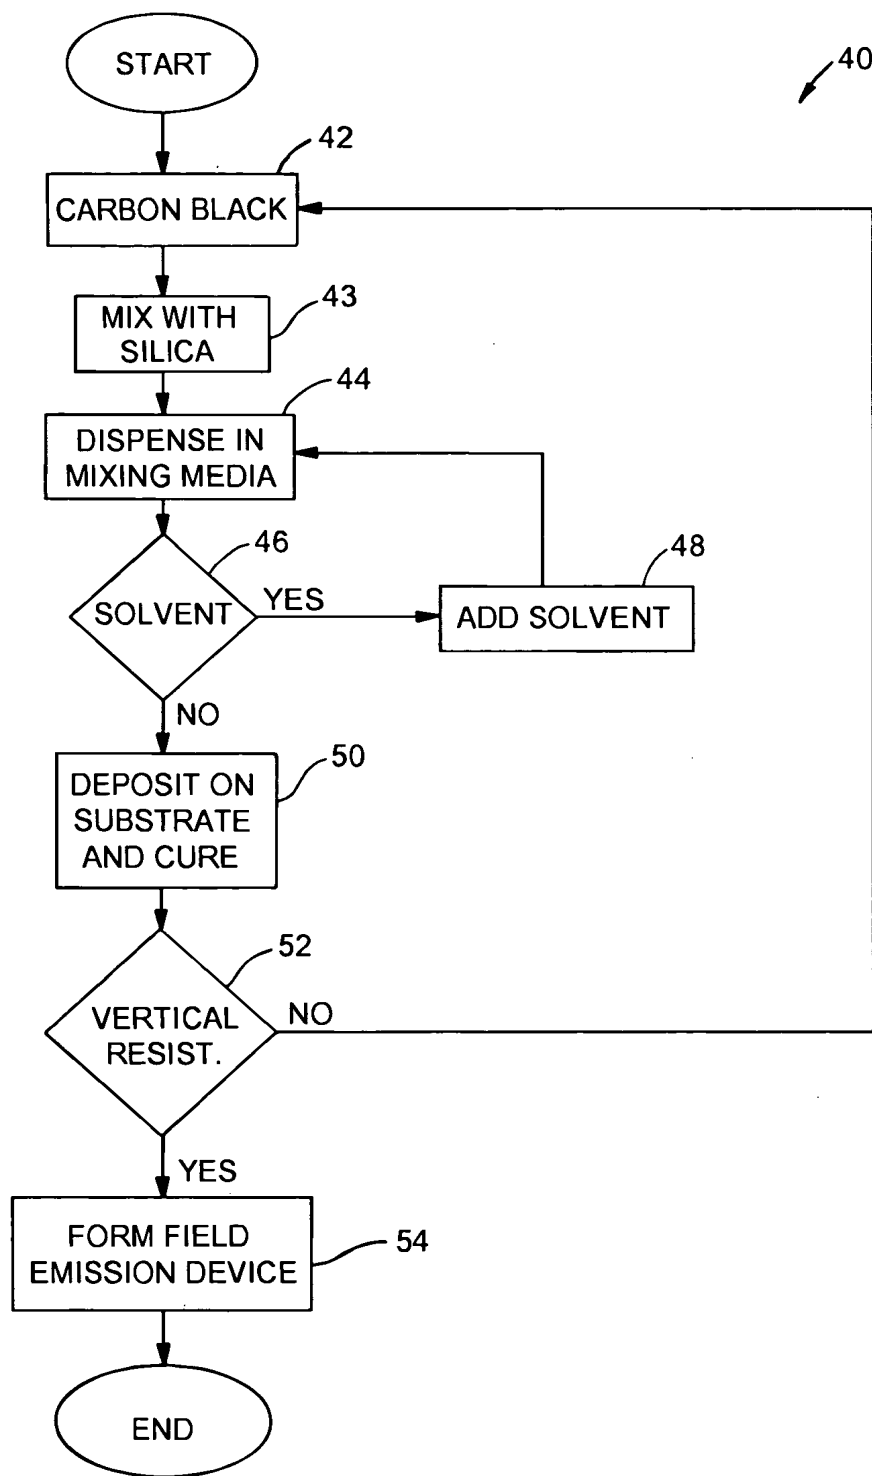 START
40
42
CARBON BLACK
43
MIX WITH
SILICA
44
DISPENSE IN
MIXING MEDIA
46
48
SOLVENT
YES
ADD SOLVENT
NO
50
DEPOSIT ON
SUBSTRATE
AND CURE
52
VERTICAL
RESIST.
NO
YES
FORM FIELD
EMISSION DEVICE
54
END